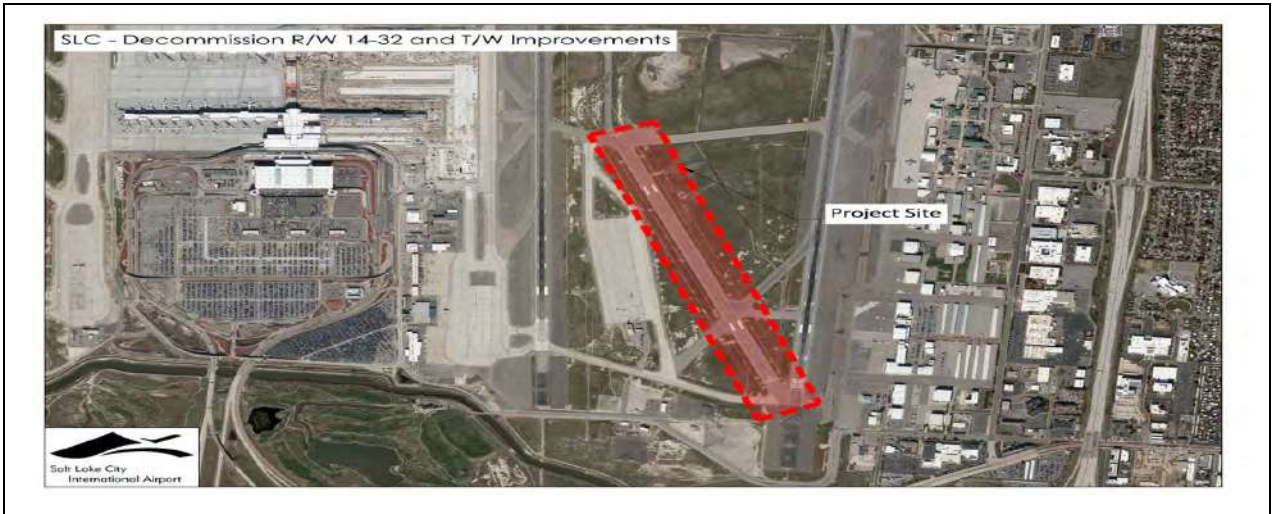 SLC - Decommission R/W 14-32 and T/W Improvements
Project Site
Salt Lake City
International Airport